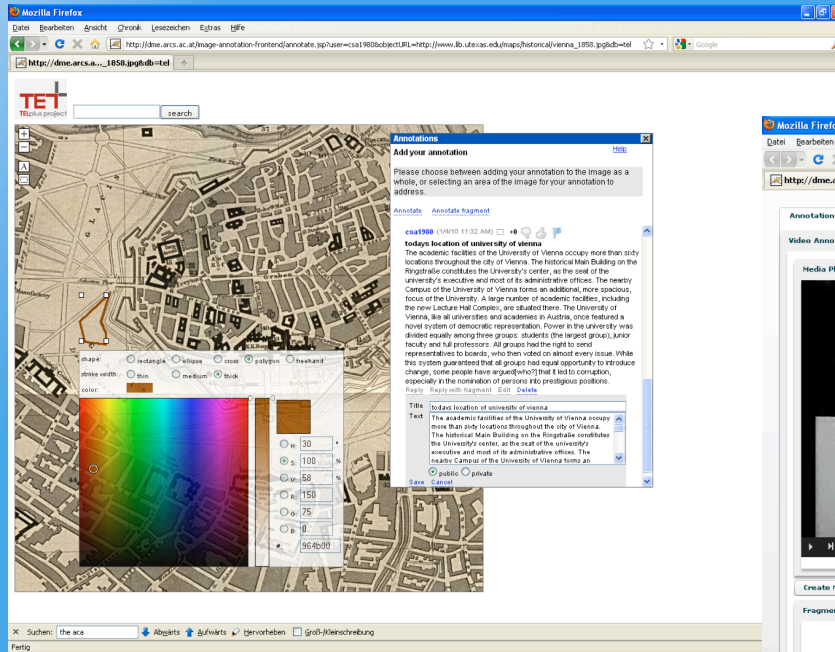 Mozilla Firefox
Datei Bearbeiten Ansicht Chronik Lesezeichen Extras Hilfe
http://dme.arcs.ac.at/image-annotation-frontend/annotate.jsp?user=csa1980&objectURL=http://www.lib.utexas.edu/maps/historical/vienna_1858.jpg&db=tel
Google
http://dme.arcs.a..._1858.jpg&db=tel
TEL+
TELplus project
search
A
GLACIS
Annotations
Add your annotation
Help
Please choose between adding your annotation to the image as a
whole, or selecting an area of the image for your annotation to
address.
Annotate Annotate fragment
csa1980 (1/4/10 11:32 AM) +0
todays location of university of vienna
The academic facilities of the University of Vienna occupy more than sixty
locations throughout the city of Vienna. The historical Main Building on the
Ringstraße constitutes the University's center, as the seat of the
university's executive and most of its administrative offices. The nearby
Campus of the University of Vienna forms an additional, more spacious,
focus of the University. A large number of academic facilities, including
the new Lecture Hall Complex, are situated there. The University of
Vienna, like all universities and academies in Austria, once featured a
novel system of democratic representation. Power in the university was
divided equally among three groups: students (the largest group), junior
faculty and full professors. All groups had the right to send
representatives to boards, who then voted on almost every issue. While
this system guaranteed that all groups had equal opportunity to introduce
change, some people have argued[who?] that it led to corruption,
especially in the nomination of persons into prestigious positions.
Reply Reply with fragment Edit Delete
Title todays location of university of vienna
Text The academic facilities of the University of Vienna occupy
more than sixty locations throughout the city of Vienna.
The historical Main Building on the Ringstraße constitutes
the University's center, as the seat of the university's
executive and most of its administrative offices. The
nearby Campus of the University of Vienna forms an
public private
Save Cancel
shape: rectangle ellipse cross polygon freehand
stroke width: thin medium thick
color:
H: 30 °
S: 100 %
V: 58 %
R: 150
G: 75
B: 0
#: 964b00
Suchen: the aca Abwärts Aufwärts Hervorheben Groß-/Kleinschreibung
Fertig
Mozilla Firefo
Datei Bearbeiten
http://dme.a
Annotation
Video Anno
Media Pl
Create N
Fragmen